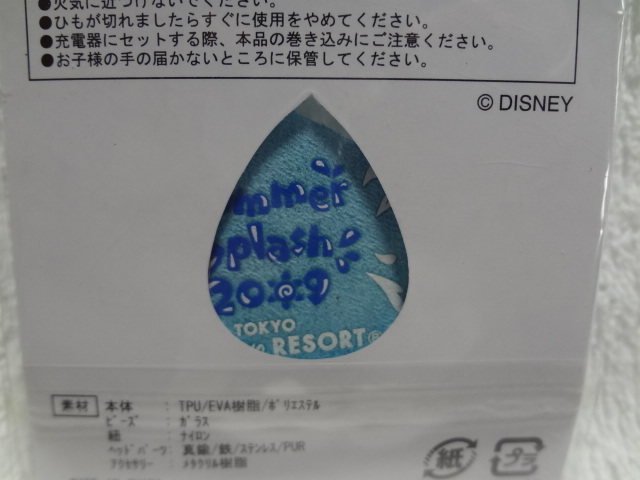 ●火気に近づけないでください。
●ひもが切れましたらすぐに使用をやめてください。
●充電器にセットする際、本品の巻き込みにご注意ください。
●お子様の手の届かないところに保管してください。
© DISNEY
mmer
plash
2009
TOKYO
RESORT®
素材 本体 : TPU/EVA樹脂/ポリエステル
ビーズ : ガラス
紐 : ナイロン
ヘッドパーツ : 真鍮/鉄/ステンレス/PUR
アクセサリー : メタクリル樹脂
紙 プラ